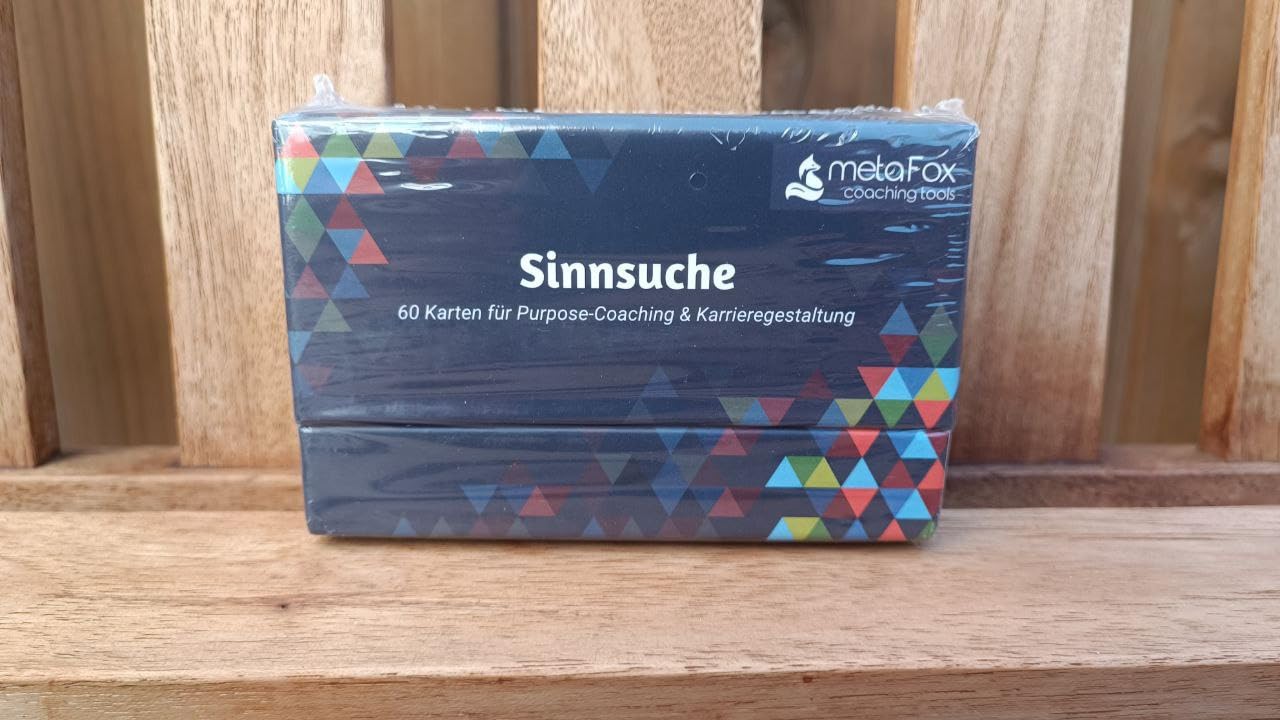 metaFox
coaching tools
Sinnsuche
60 Karten für Purpose-Coaching & Karrieregestaltung